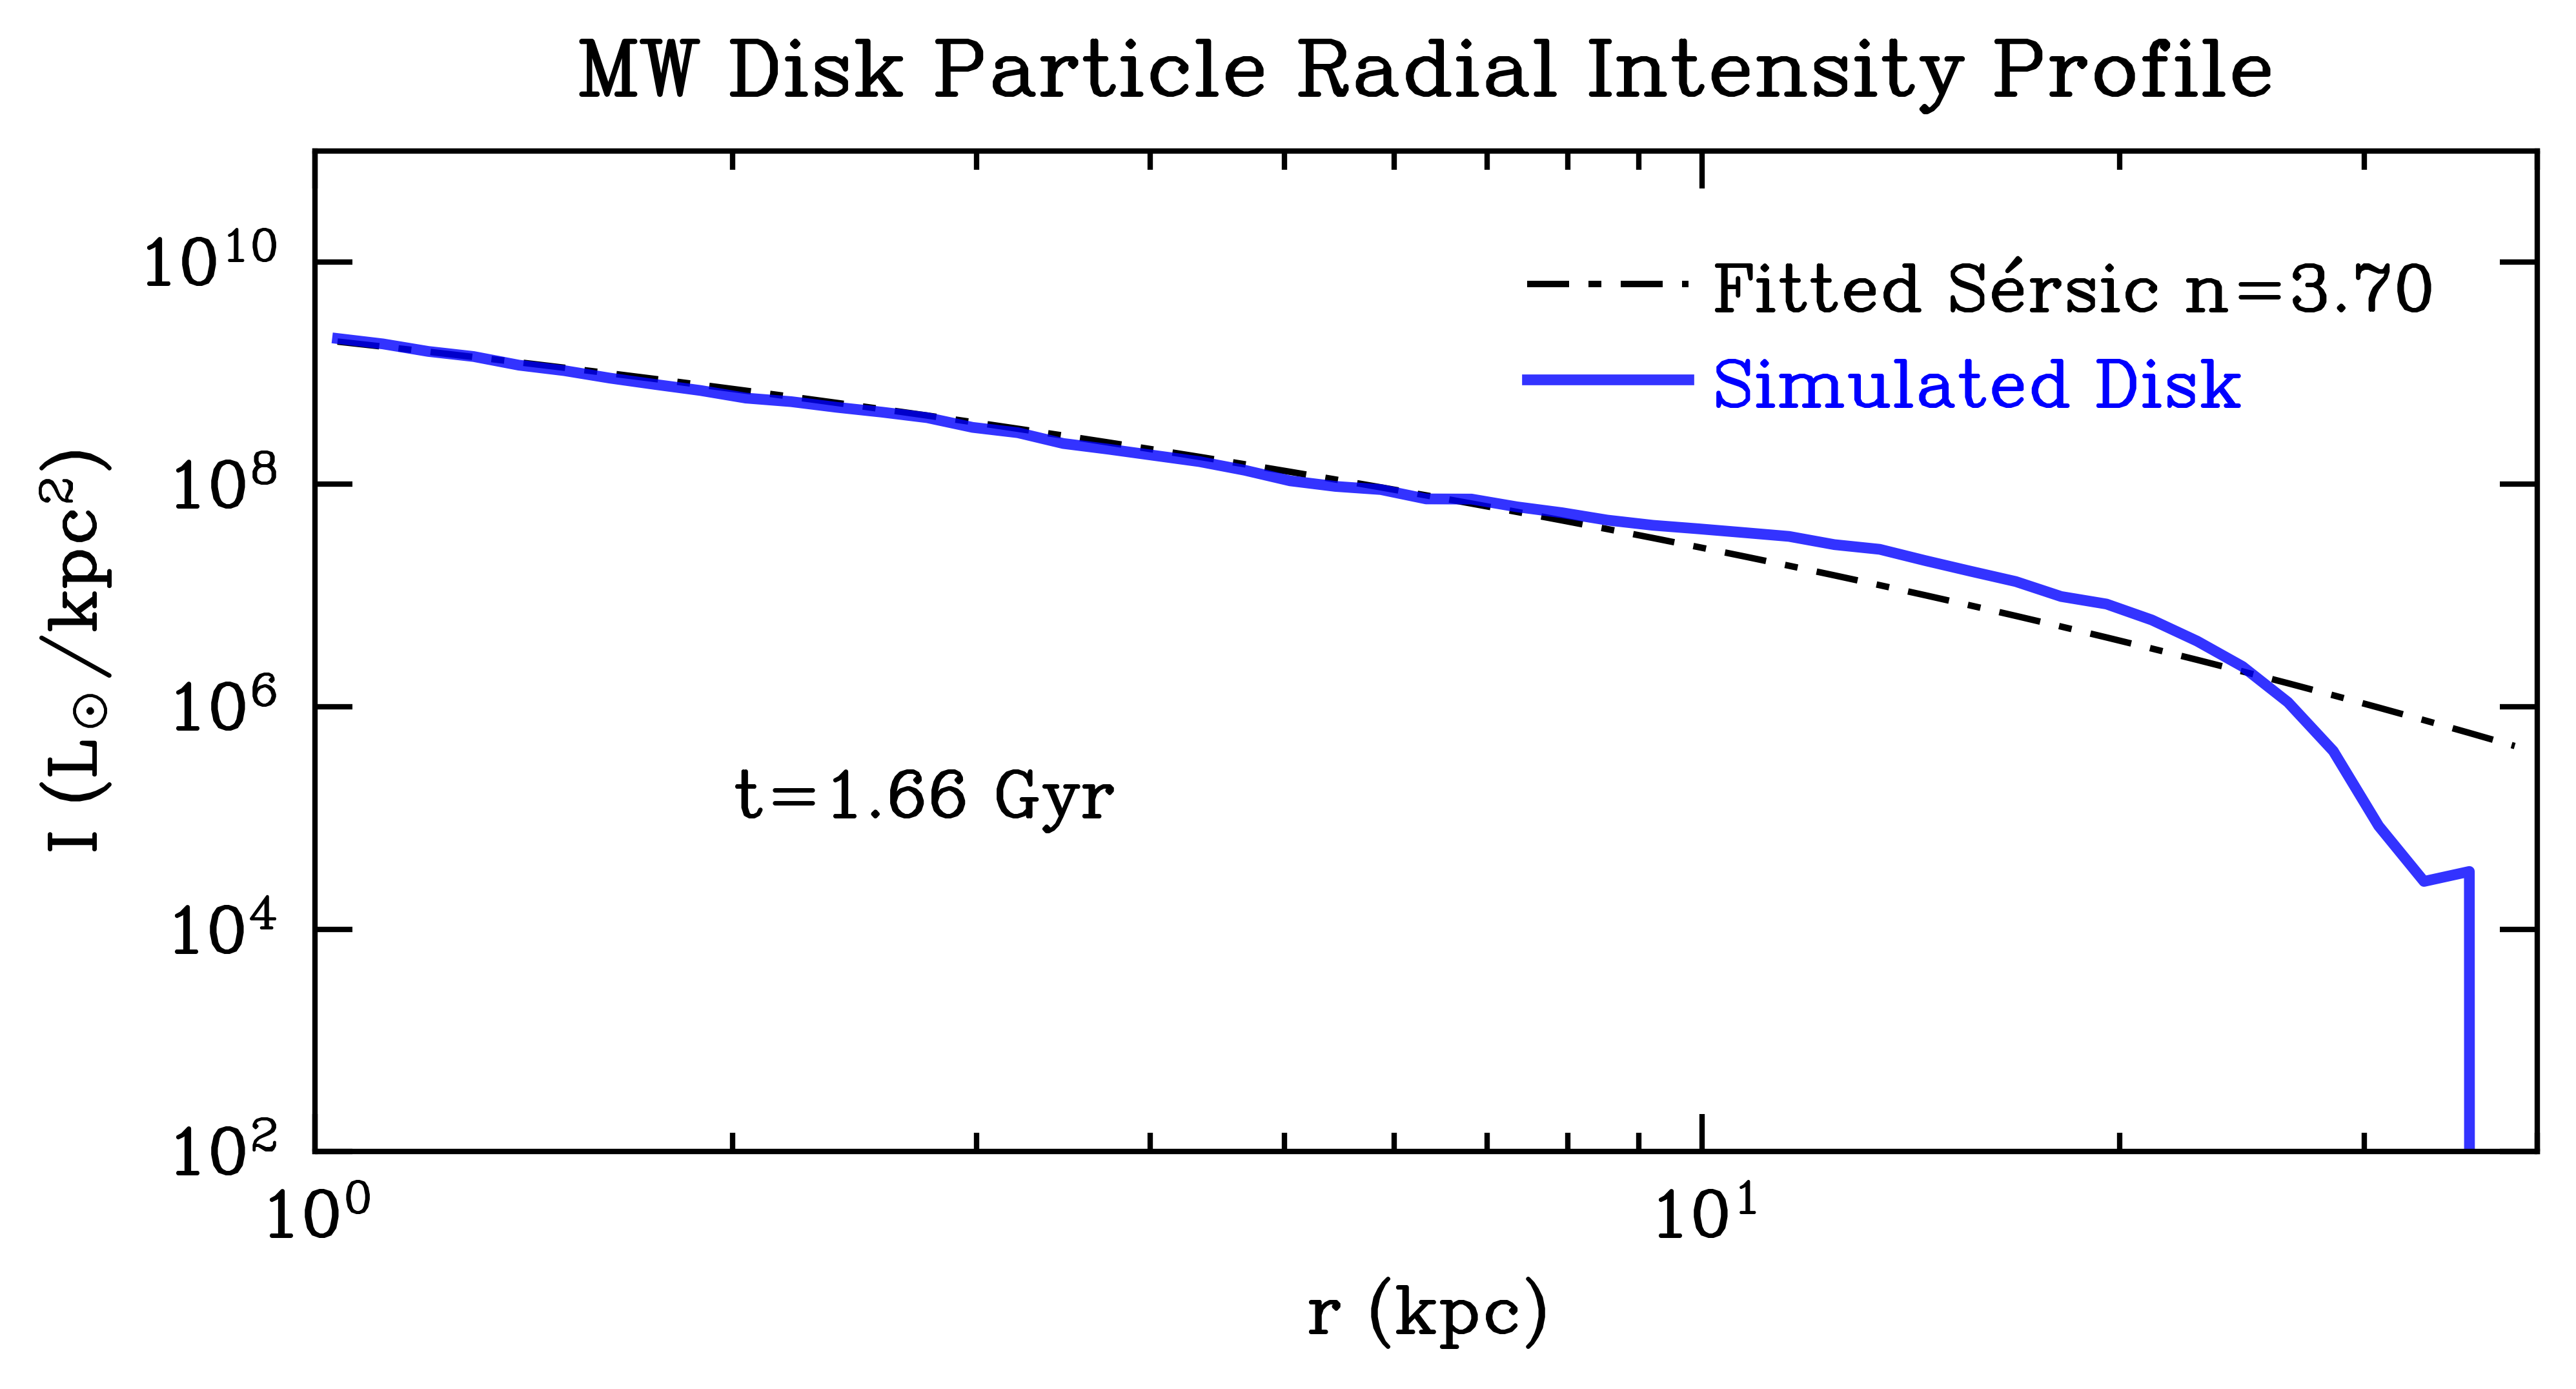 MW Disk Particle Radial Intensity Profile
10¹⁰
10⁸
10⁶
10⁴
10²
I (L⊙/kpc²)
Fitted Sérsic n=3.70
Simulated Disk
t=1.66 Gyr
10⁰
10¹
r (kpc)